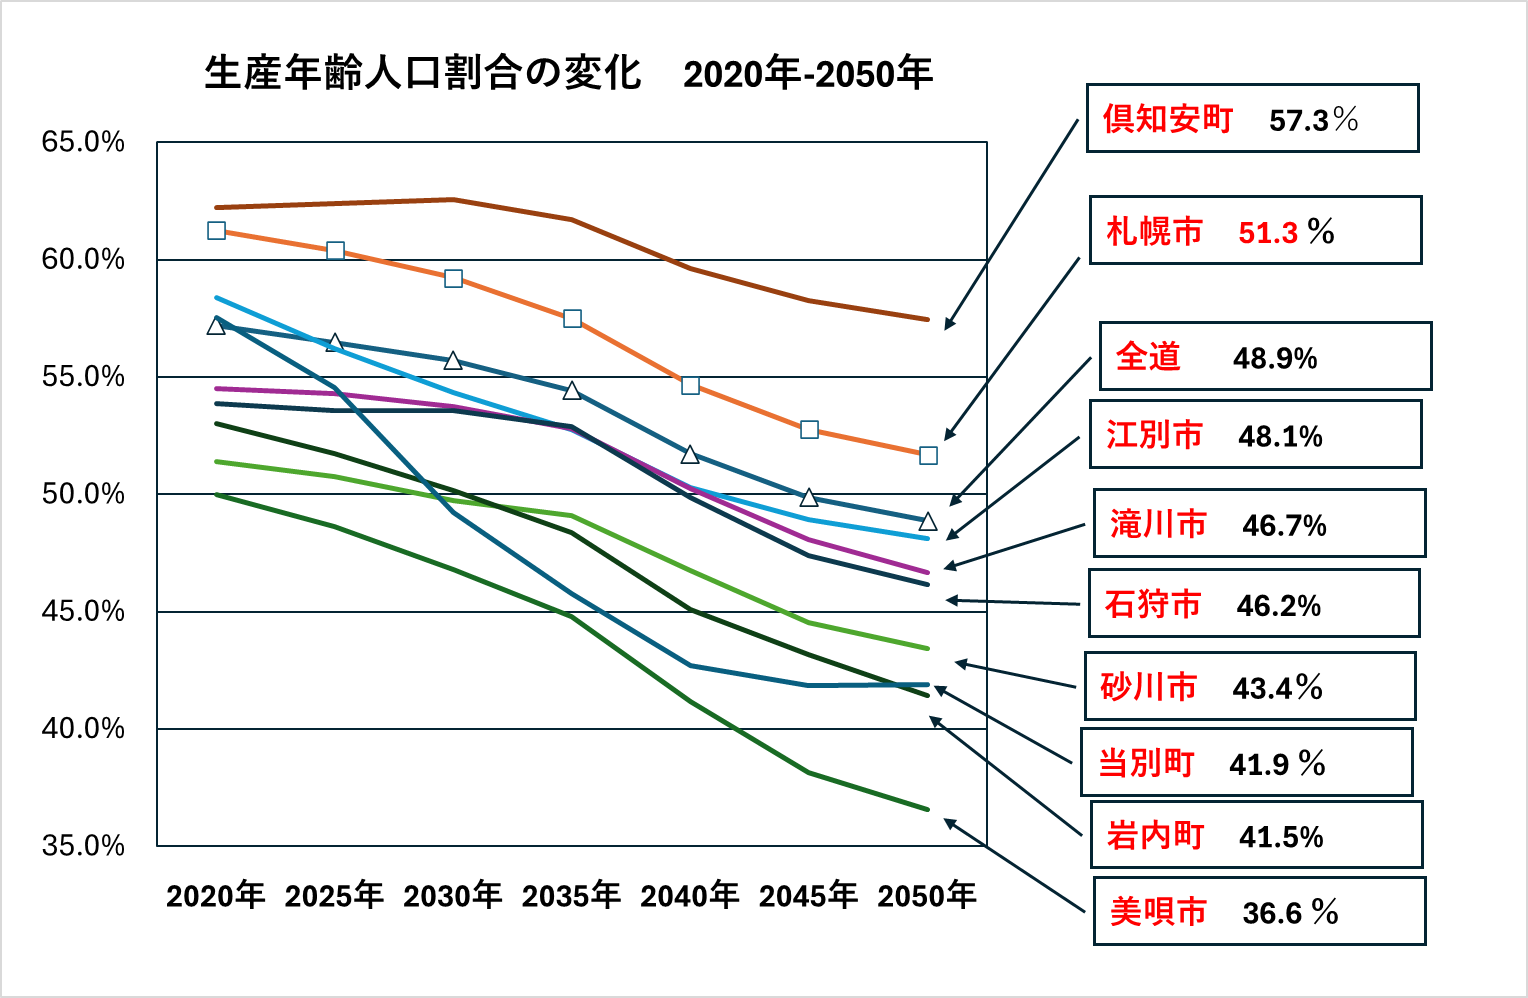 生産年齢人口割合の変化　2020年-2050年
65.0%
60.0%
55.0%
50.0%
45.0%
40.0%
35.0%
2020年 2025年 2030年 2035年 2040年 2045年 2050年
倶知安町　57.3％
札幌市　51.3 %
全道　48.9%
江別市　48.1%
滝川市　46.7%
石狩市　46.2%
砂川市　43.4%
当別町　41.9 %
岩内町　41.5%
美唄市　36.6 %